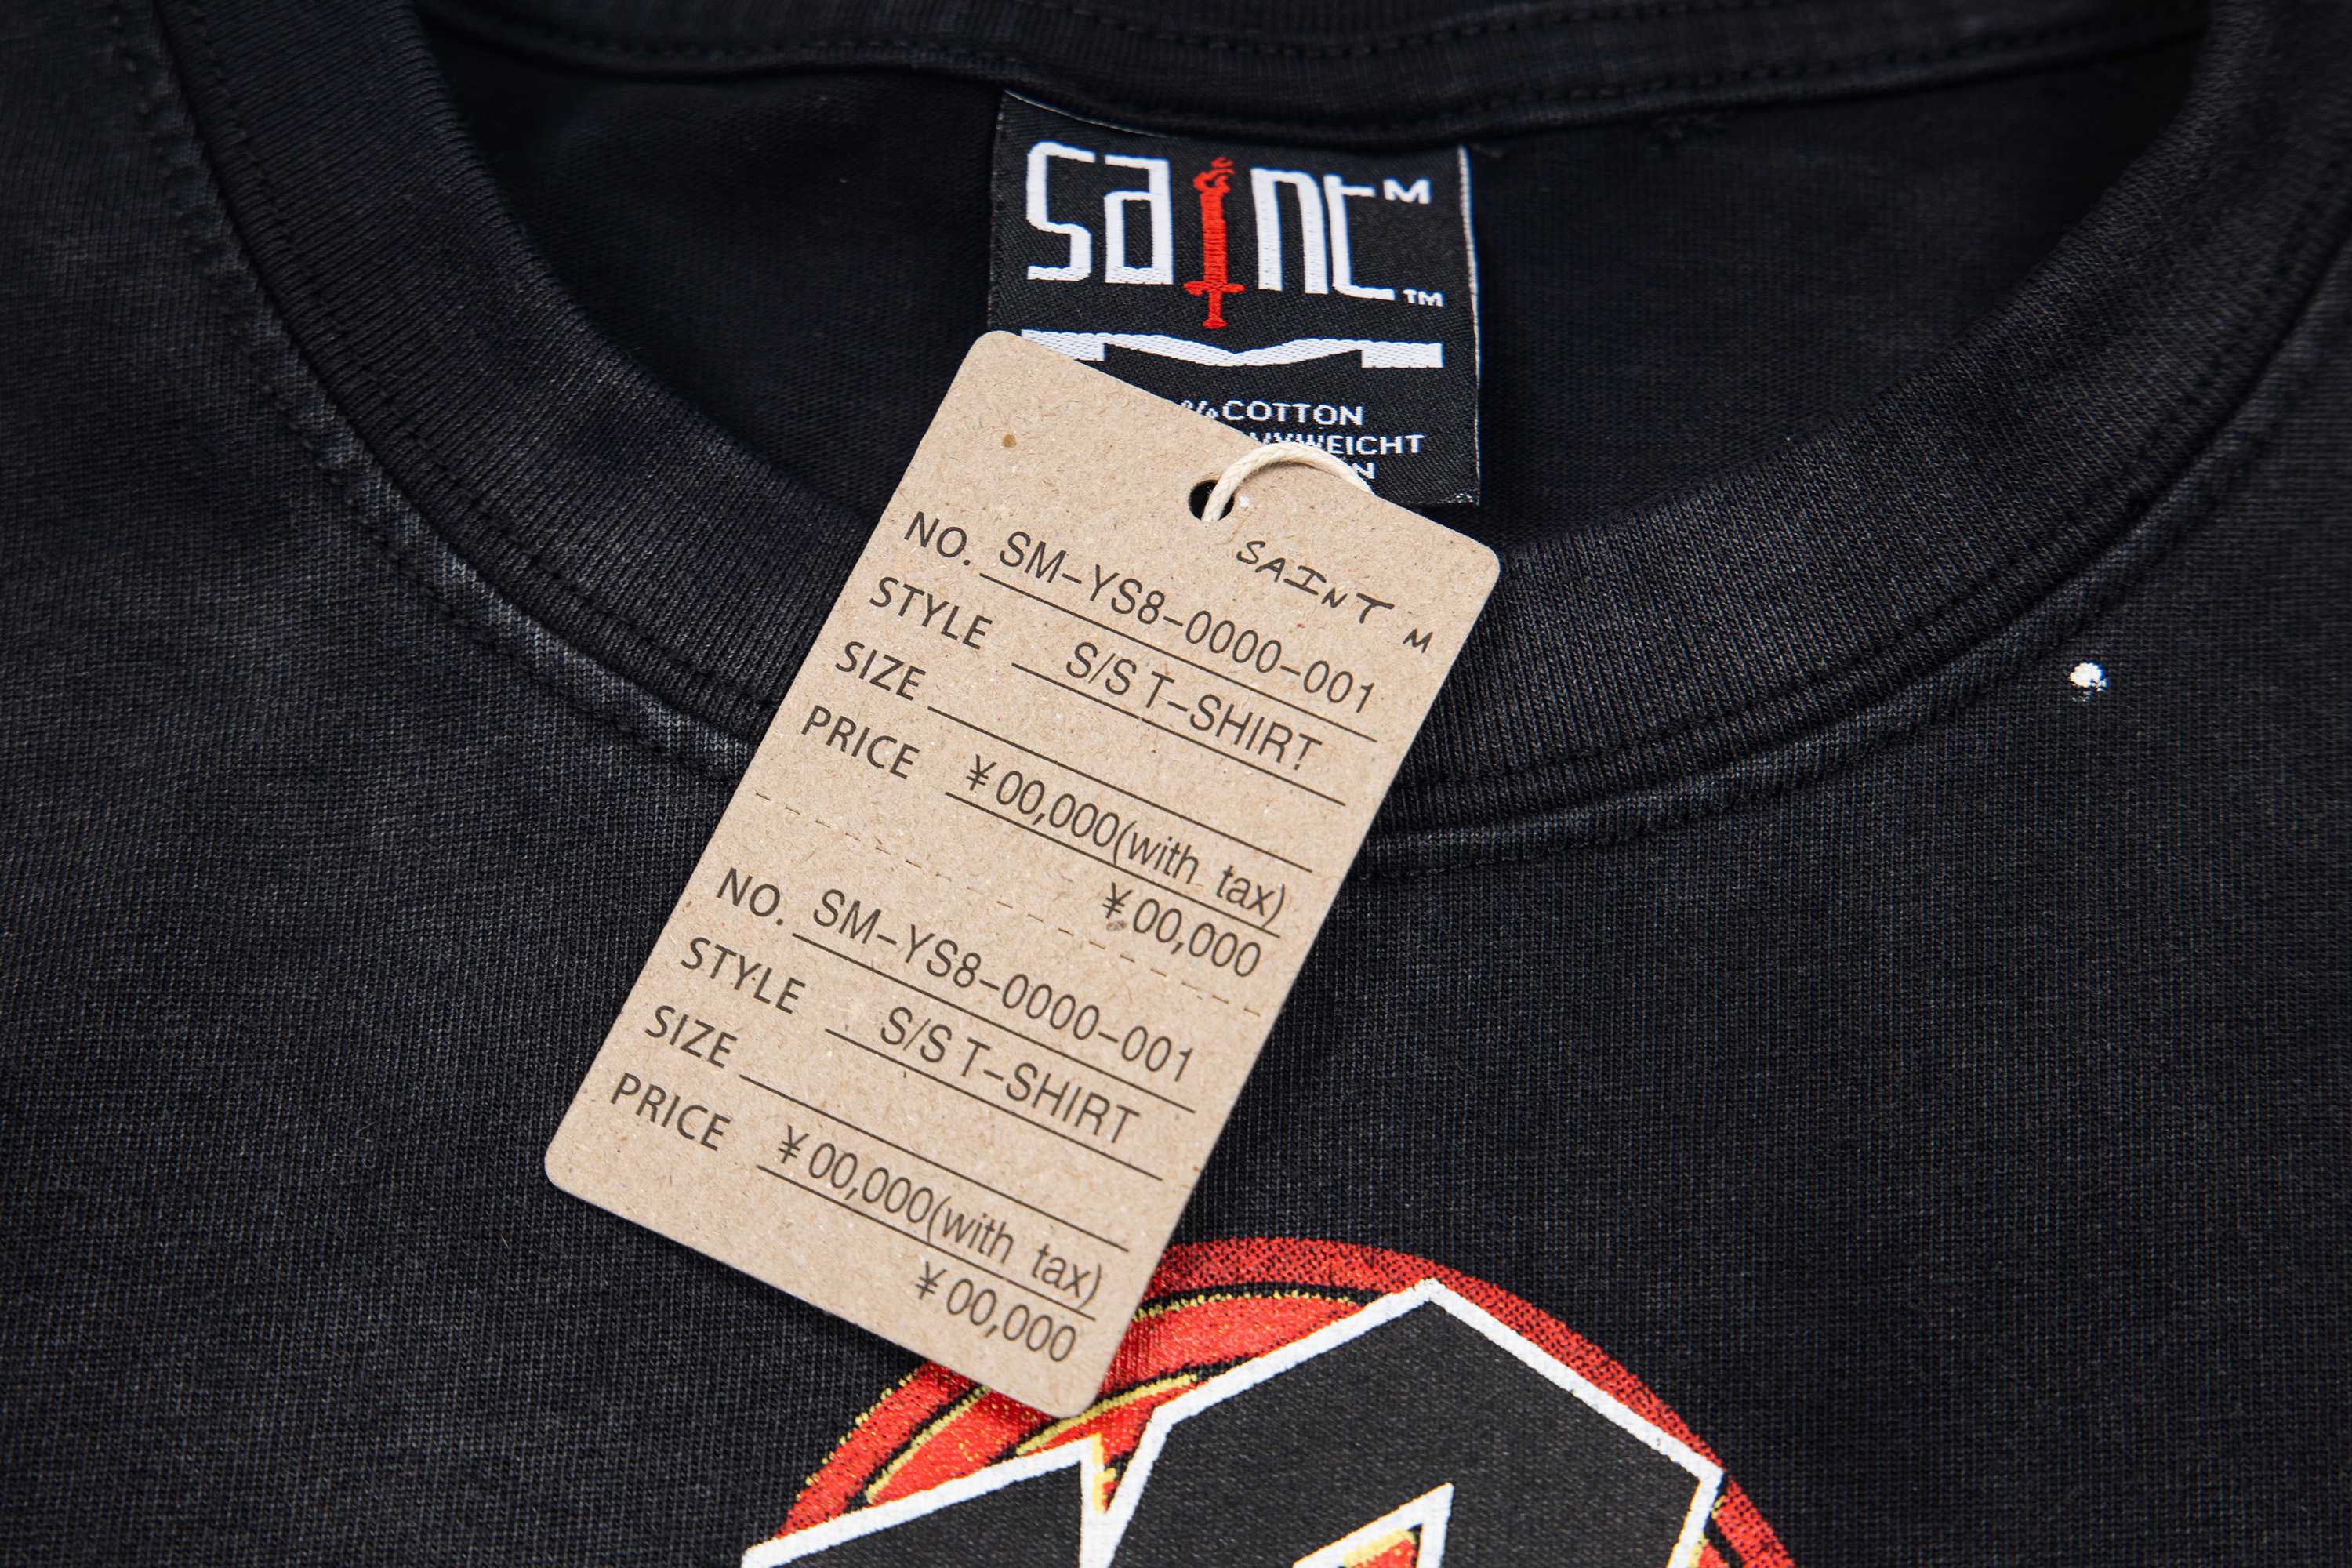 saint M
TM
COTTON
SAINT M
NO. SM-YS8-0000-001
STYLE S/S T-SHIRT
SIZE
PRICE ¥00,000(with tax)
¥00,000
NO. SM-YS8-0000-001
STYLE S/S T-SHIRT
SIZE
PRICE ¥00,000(with tax)
¥00,000